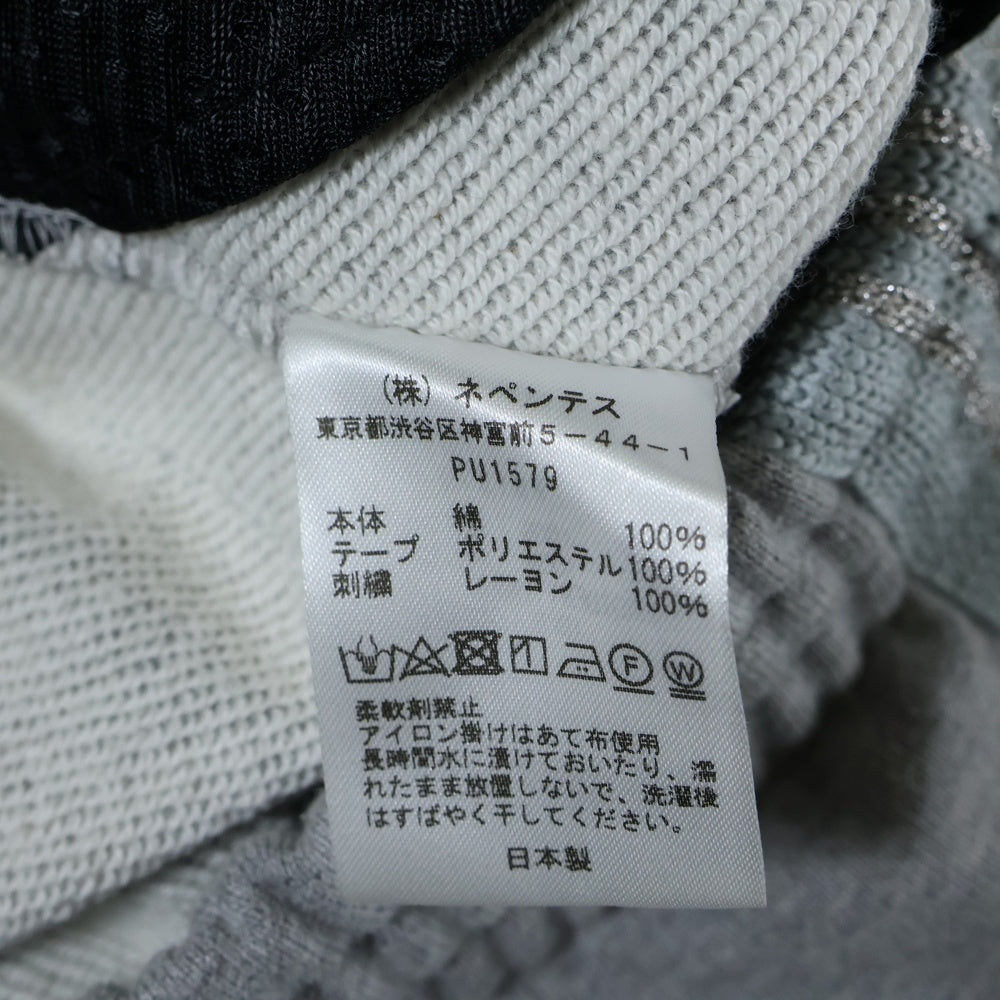 (株) ネペンテス
東京都渋谷区神宮前5-44-1
PU1579
本体 綿 100%
テープ ポリエステル 100%
刺繍 レーヨン 100%
F W
柔軟剤禁止
アイロン掛けはあて布使用
長時間水に漬けておいたり、濡
れたまま放置しないで、洗濯後
はすばやく干してください。
日本製